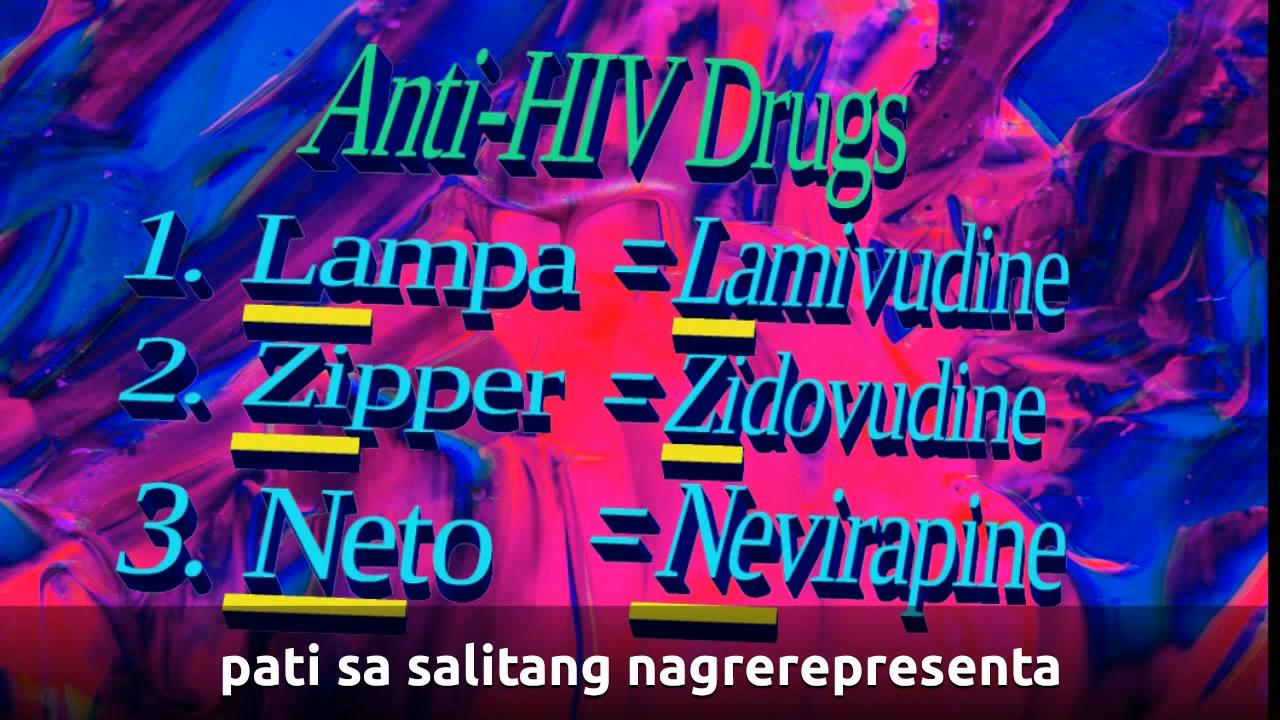 Anti-HIV Drugs
1. Lampa = Lamivudine
2. Zipper = Zidovudine
3. Neto = Nevirapine
pati sa salitang nagrerepresenta